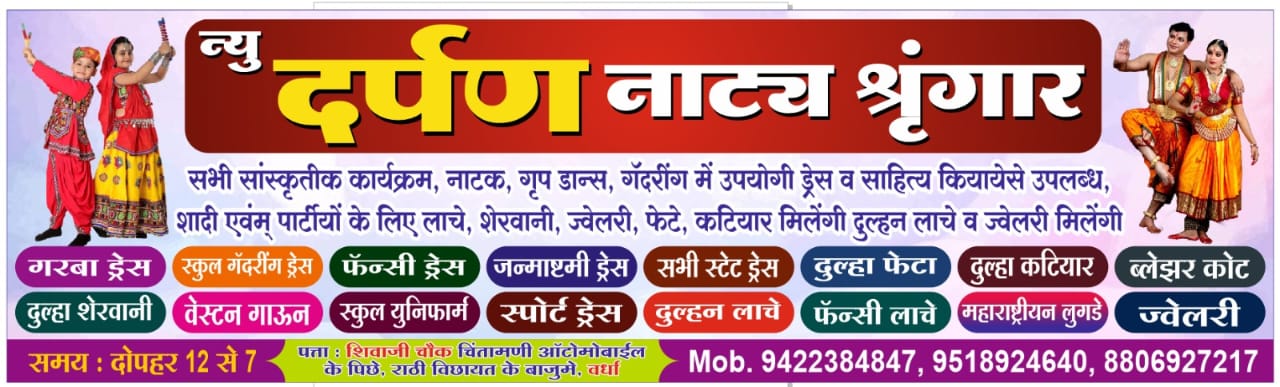 न्यु दर्पण नाट्य श्रृंगार
सभी सांस्कृतीक कार्यक्रम, नाटक, गृप डान्स, गॅदरींग में उपयोगी ड्रेस व साहित्य कियायेसे उपलब्ध,
शादी एवंम् पार्टीयों के लिए लाचे, शेरवानी, ज्वेलरी, फेटे, कटियार मिलेंगी दुल्हन लाचे व ज्वेलरी मिलेंगी
गरबा ड्रेस स्कुल गॅदरींग ड्रेस फॅन्सी ड्रेस जन्माष्टमी ड्रेस सभी स्टेट ड्रेस दुल्हा फेटा दुल्हा कटियार ब्लेझर कोट
दुल्हा शेरवानी वेस्टन गाऊन स्कुल युनिफार्म स्पोर्ट ड्रेस दुल्हन लाचे फॅन्सी लाचे महाराष्ट्रीयन लुगडे ज्वेलरी
समय : दोपहर 12 से 7
पत्ता : शिवाजी चौक चिंतामणी ऑटोमोबाईल
के पिछे, राठी विछायत के बाजुमे, वर्धा
Mob. 9422384847, 9518924640, 8806927217